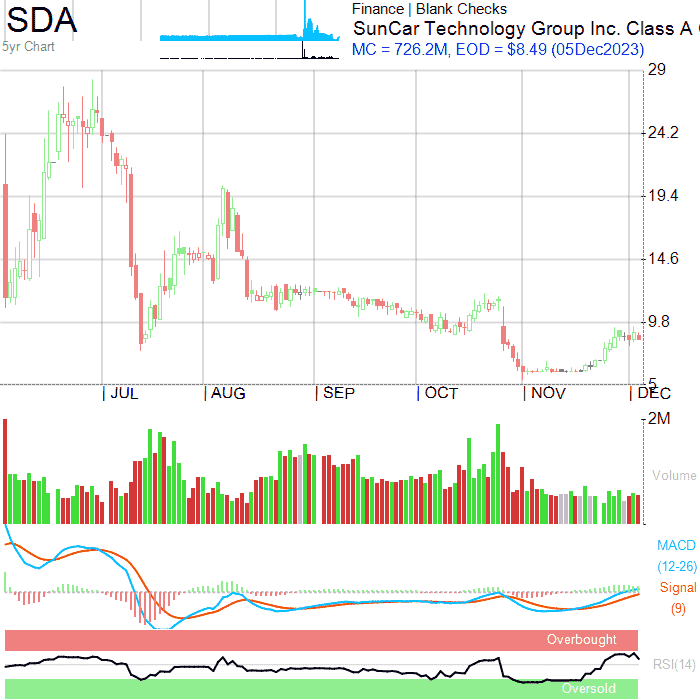 SDA
5yr Chart
Finance | Blank Checks
SunCar Technology Group Inc. Class A
MC = 726.2M, EOD = $8.49 (05Dec2023)
29
24.2
19.4
14.6
9.8
5
JUL
AUG
SEP
OCT
NOV
DEC
2M
Volume
MACD
(12-26)
Signal
(9)
Overbought
RSI(14)
Oversold